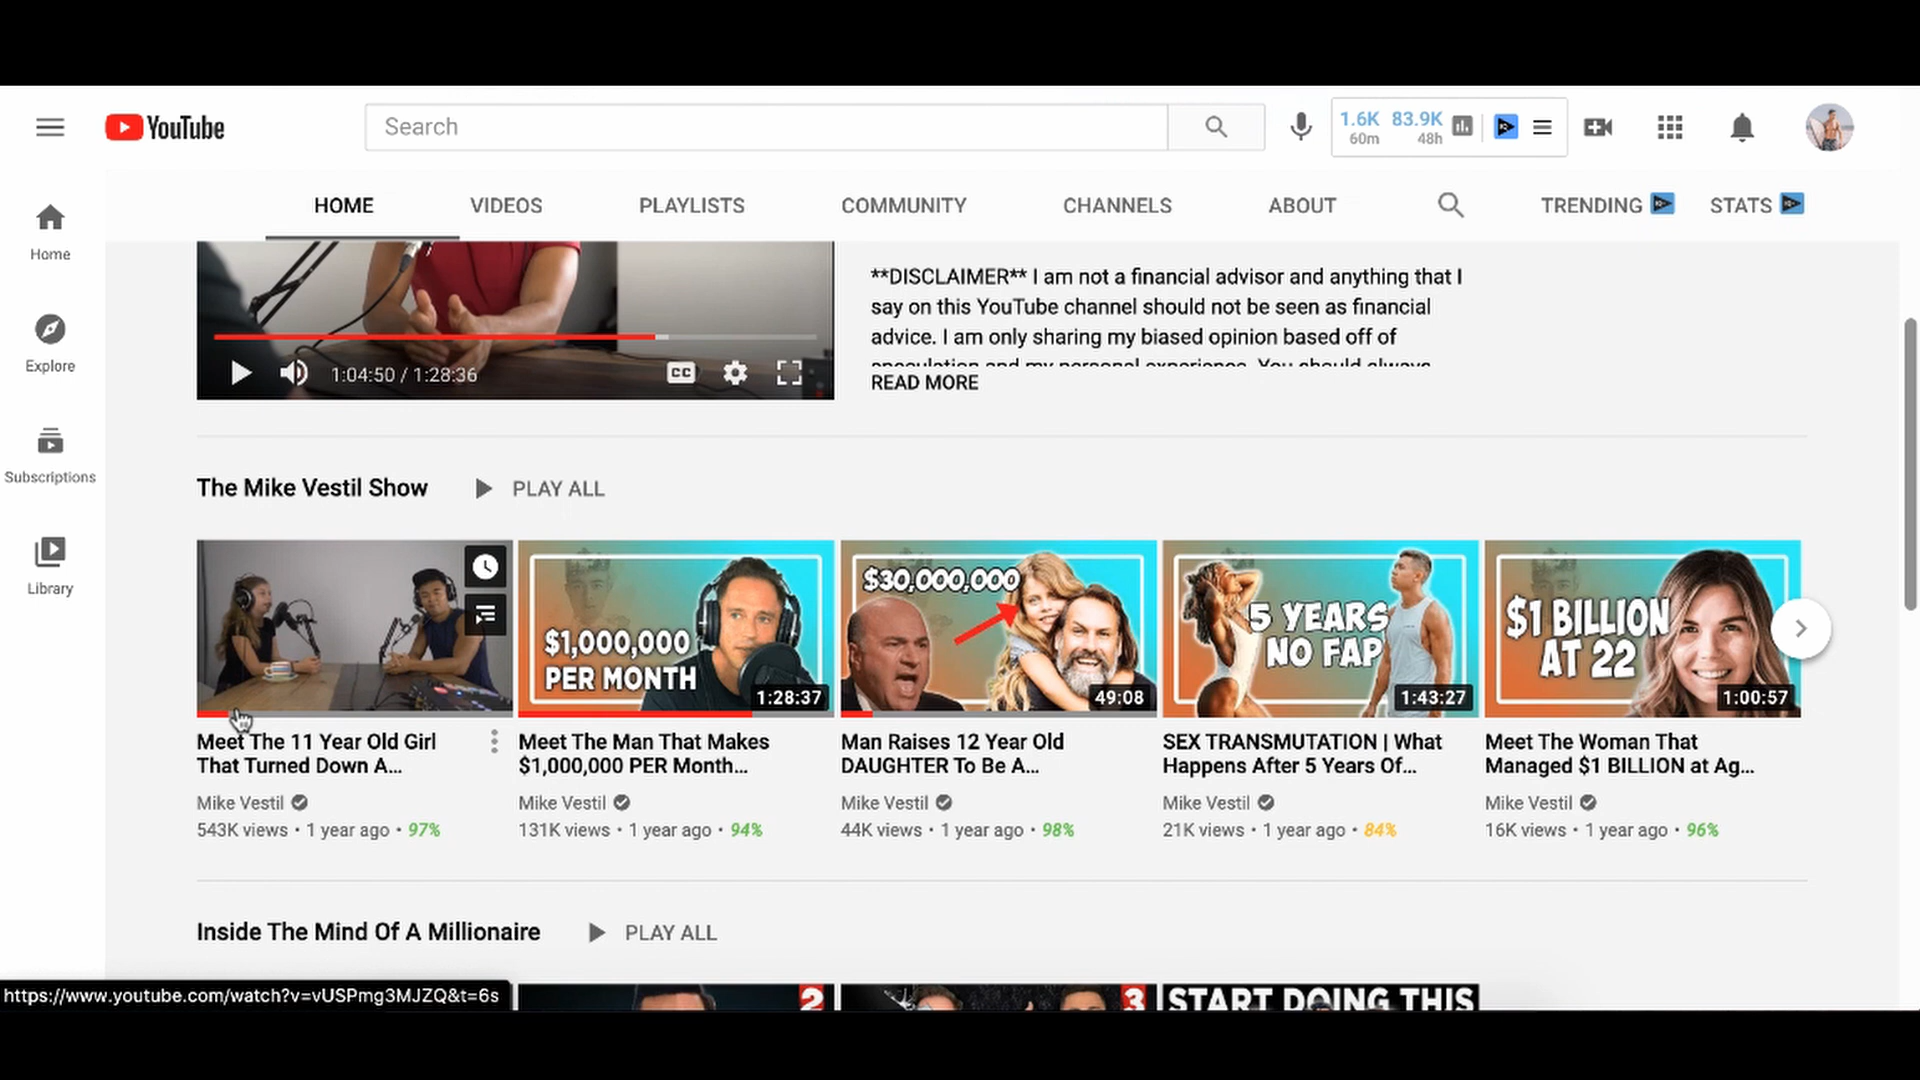 YouTube
Search
1.6K 83.9K
60m 48h
HOME VIDEOS PLAYLISTS COMMUNITY CHANNELS ABOUT TRENDING STATS
Home
Explore
Subscriptions
Library
1:04:50 / 1:28:36
CC
**DISCLAIMER** I am not a financial advisor and anything that I
say on this YouTube channel should not be seen as financial
advice. I am only sharing my biased opinion based off of
speculation and my personal experience. You should always
READ MORE
The Mike Vestil Show PLAY ALL
$1,000,000
PER MONTH
1:28:37
$30,000,000
49:08
5 YEARS
NO FAP
1:43:27
$1 BILLION
AT 22
1:00:57
Meet The 11 Year Old Girl
That Turned Down A...
Mike Vestil
543K views • 1 year ago • 97%
Meet The Man That Makes
$1,000,000 PER Month...
Mike Vestil
131K views • 1 year ago • 94%
Man Raises 12 Year Old
DAUGHTER To Be A...
Mike Vestil
44K views • 1 year ago • 98%
SEX TRANSMUTATION | What
Happens After 5 Years Of...
Mike Vestil
21K views • 1 year ago • 84%
Meet The Woman That
Managed $1 BILLION at Ag...
Mike Vestil
16K views • 1 year ago • 96%
Inside The Mind Of A Millionaire PLAY ALL
2
3
START DOING THIS
https://www.youtube.com/watch?v=vUSPmg3MJZQ&t=6s